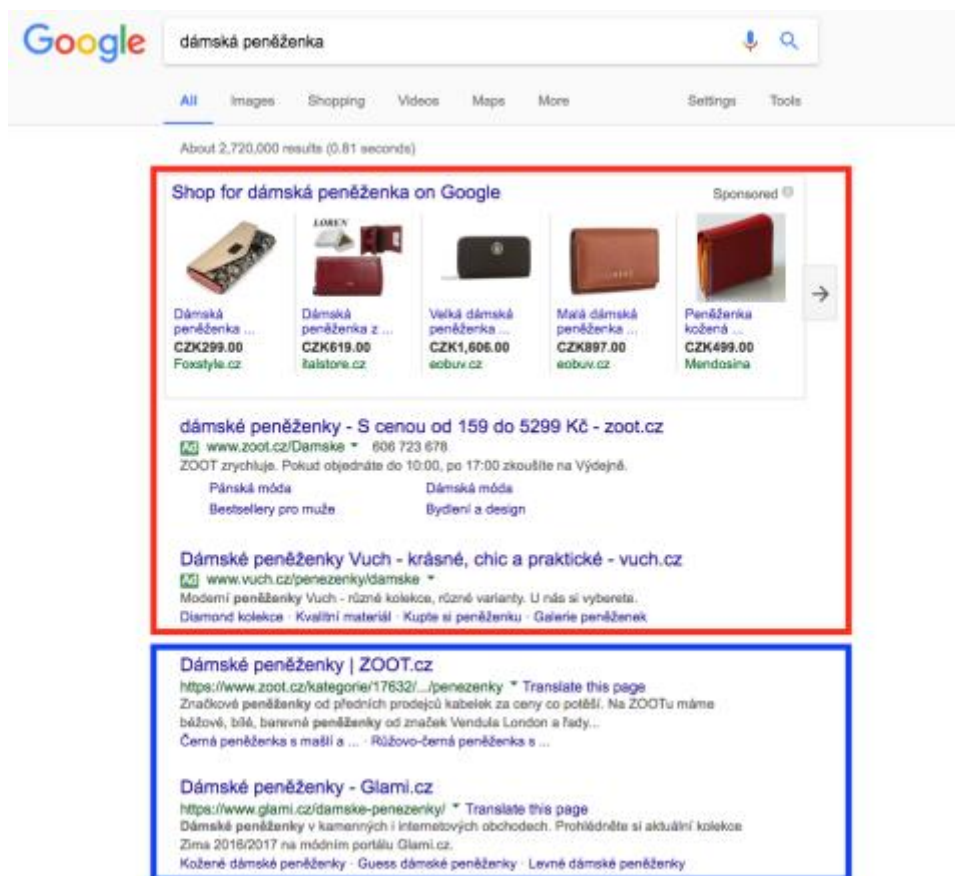 Google
dámská peněženka
All Images Shopping Videos Maps More Settings Tools
About 2,720,000 results (0.81 seconds)
Shop for dámská peněženka on Google Sponsored
LOREN
Dámská peněženka ...
CZK299.00
Foxstyle.cz
Dámská peněženka z ...
CZK619.00
italstore.cz
Velká dámská peněženka ...
CZK1,606.00
eobuv.cz
Malá dámská peněženka ...
CZK897.00
eobuv.cz
Peněženka kožená ...
CZK499.00
Mendosina
dámské peněženky - S cenou od 159 do 5299 Kč - zoot.cz
Ad www.zoot.cz/Damske 606 723 678
ZOOT zrychluje. Pokud objednáte do 10:00, po 17:00 zkoušíte na Výdejně.
Pánská móda Dámská móda
Bestsellery pro muže Bydlení a design
Dámské peněženky Vuch - krásné, chic a praktické - vuch.cz
Ad www.vuch.cz/penezenky/damske
Moderní peněženky Vuch - různé kolekce, různé varianty. U nás si vyberete.
Diamond kolekce · Kvalitní materiál · Kupte si peněženku · Galerie peněženek
Dámské peněženky | ZOOT.cz
https://www.zoot.cz/kategorie/17632/.../penezenky Translate this page
Značkové peněženky od předních prodejců kabelek za ceny co potěší. Na ZOOTu máme
béžové, bílé, barevné peněženky od značek Vendula London a řady...
Černá peněženka s mašlí a ... · Růžovo-černá peněženka s ...
Dámské peněženky - Glami.cz
https://www.glami.cz/damske-penezenky/ Translate this page
Dámské peněženky v kamenných i internetových obchodech. Prohlédněte si aktuální kolekce
Zima 2016/2017 na módním portálu Glami.cz.
Kožené dámské peněženky · Guess dámské peněženky · Levné dámské peněženky